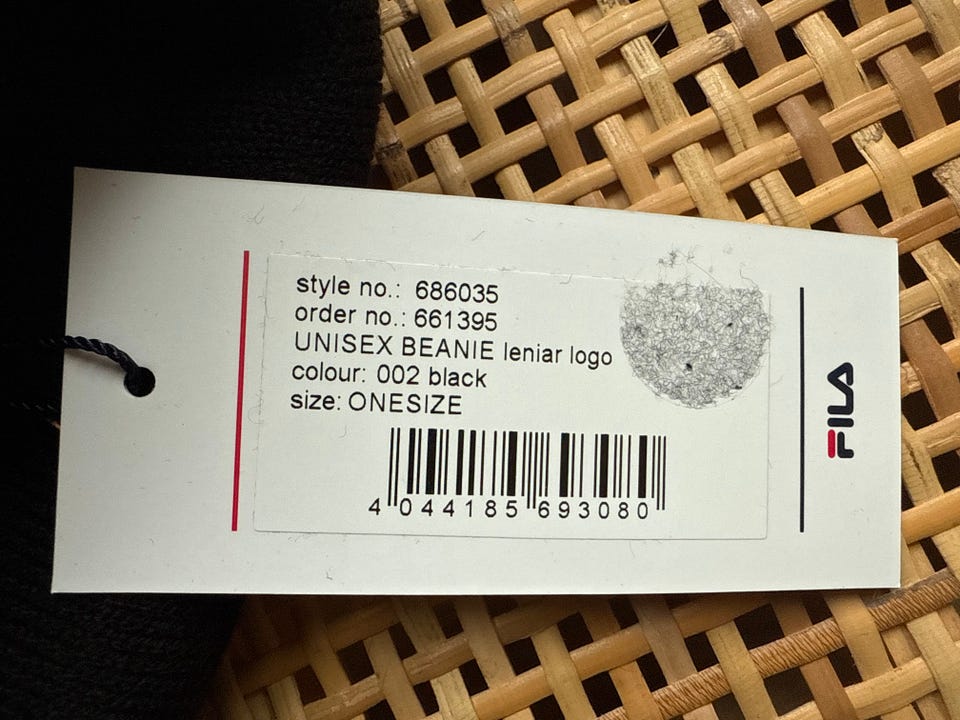 style no.: 686035
order no.: 661395
UNISEX BEANIE leniar logo
colour: 002 black
size: ONESIZE
4 044185 693080
FILA